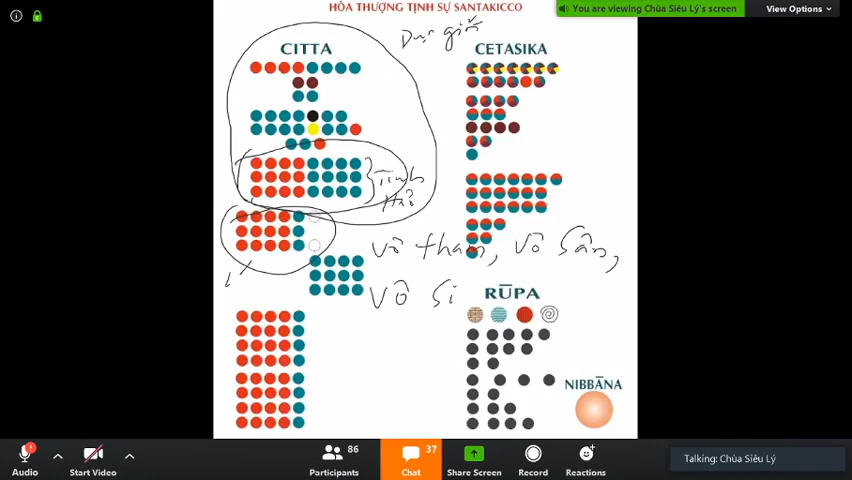 HÒA THƯỢNG TỊNH SỰ SANTAKICCO
You are viewing Chùa Siêu Lý's screen
View Options
Dục giới
CITTA
CETASIKA
Tịnh
Hảo
vô tham, vô sân,
vô si
RŪPA
NIBBĀNA
Audio
Start Video
86
Participants
37
Chat
Share Screen
Record
Reactions
Talking: Chùa Siêu Lý